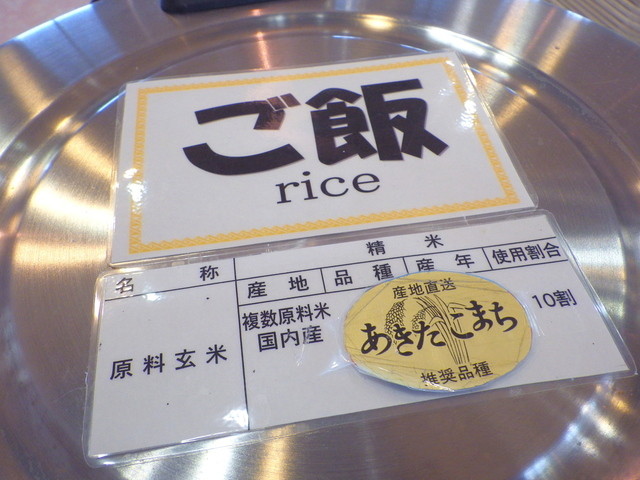 ご飯
rice
名称 精米
産地 品種 産年 使用割合
原料玄米
複数原料米
国内産
10割
産地直送
あきたこまち
推奨品種